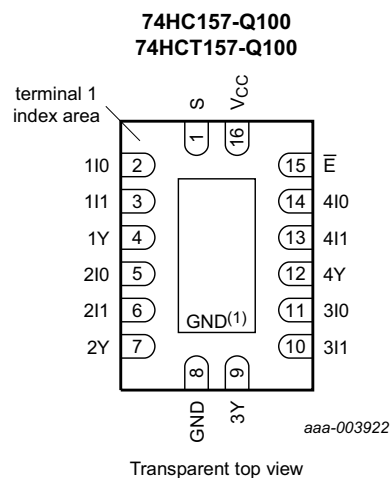 74HC157-Q100
74HCT157-Q100
terminal 1
index area
S
VCC
1
16
1I0 2
15 E̅
1I1 3
14 4I0
1Y 4
13 4I1
2I0 5
12 4Y
2I1 6
11 3I0
2Y 7
10 3I1
GND(1)
8
9
GND
3Y
aaa-003922
Transparent top view